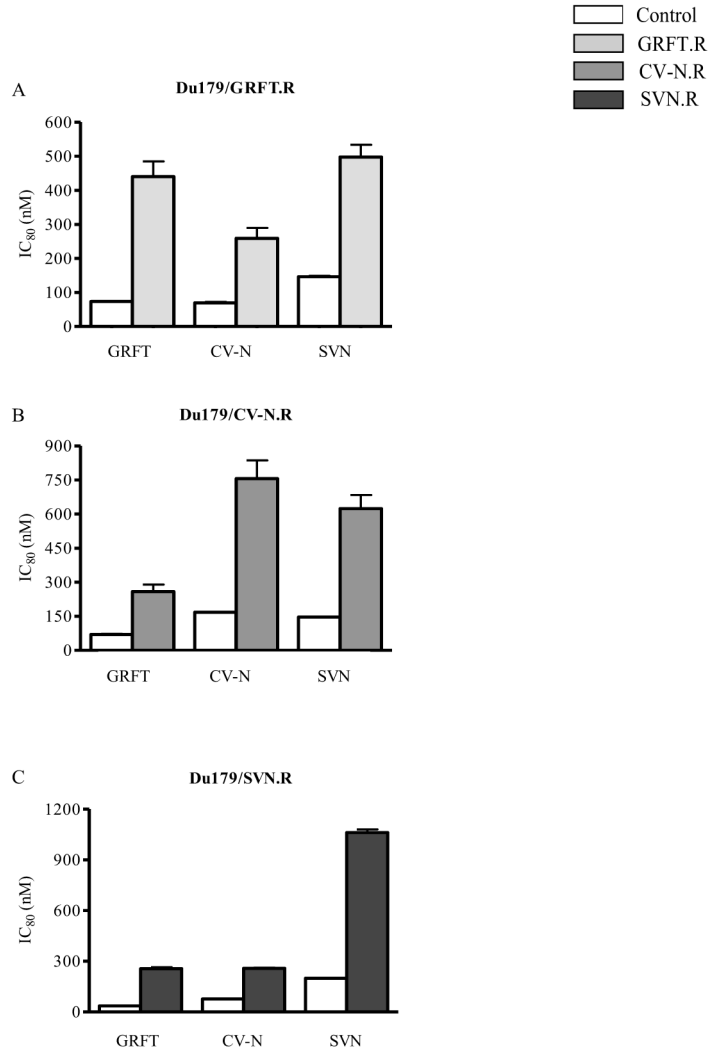 Control
GRFT.R
CV-N.R
SVN.R
A
Du179/GRFT.R
600
500
400
300
200
100
0
IC80 (nM)
GRFT CV-N SVN
B
Du179/CV-N.R
900
750
600
450
300
150
0
IC80 (nM)
GRFT CV-N SVN
C
Du179/SVN.R
1200
900
600
300
0
IC80 (nM)
GRFT CV-N SVN